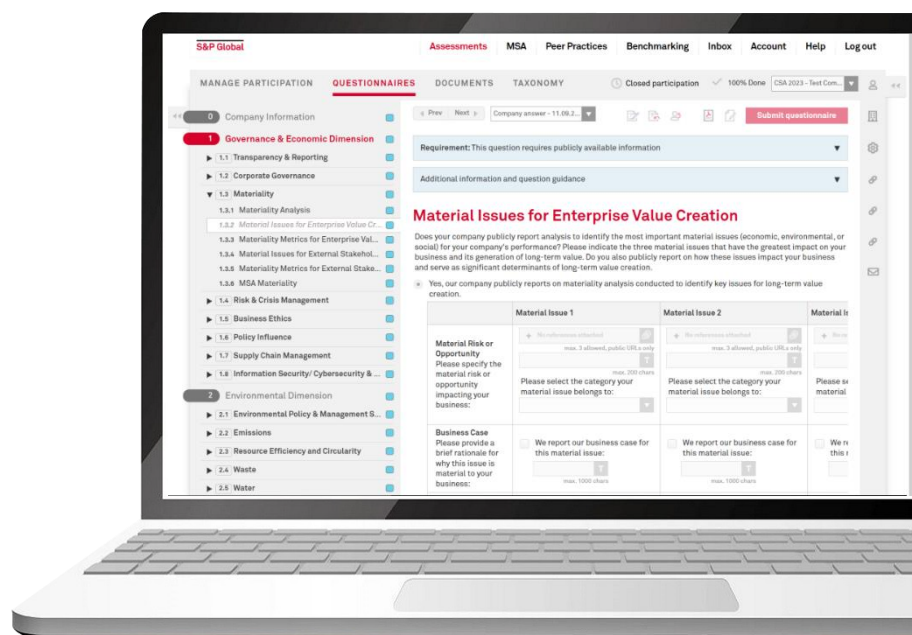 S&P Global
Assessments MSA Peer Practices Benchmarking Inbox Account Help Log out
MANAGE PARTICIPATION QUESTIONNAIRES DOCUMENTS TAXONOMY Closed participation 100% Done CSA 2023 - Test Com...
0 Company Information
1 Governance & Economic Dimension
1.1 Transparency & Reporting
1.2 Corporate Governance
1.3 Materiality
1.3.1 Materiality Analysis
1.3.2 Material Issues for Enterprise Value Cr...
1.3.3 Materiality Metrics for Enterprise Val...
1.3.4 Material Issues for External Stakehol...
1.3.5 Materiality Metrics for External Stake...
1.3.6 MSA Materiality
1.4 Risk & Crisis Management
1.5 Business Ethics
1.6 Policy Influence
1.7 Supply Chain Management
1.8 Information Security/ Cybersecurity & ...
2 Environmental Dimension
2.1 Environmental Policy & Management S...
2.2 Emissions
2.3 Resource Efficiency and Circularity
2.4 Waste
2.5 Water
< Prev Next > Company answer - 11.09.2... Submit questionnaire
Requirement: This question requires publicly available information
Additional information and question guidance
Material Issues for Enterprise Value Creation
Does your company publicly report analysis to identify the most important material issues (economic, environmental, or
social) for your company's performance? Please indicate the three material issues that have the greatest impact on your
business and its generation of long-term value. Do you also publicly report on how these issues impact your business
and serve as significant determinants of long-term value creation.
Yes, our company publicly reports on materiality analysis conducted to identify key issues for long-term value
creation.
Material Issue 1 Material Issue 2 Material Is
Material Risk or
Opportunity
Please specify the
material risk or
opportunity
impacting your
business:
+ No references attached
max. 3 allowed, public URLs only
T
max. 200 chars
Please select the category your
material issue belongs to:
+ No references attached
max. 3 allowed, public URLs only
T
max. 200 chars
Please select the category your
material issue belongs to:
Please se
material
Business Case
Please provide a
brief rationale for
why this issue is
material to your
business:
We report our business case for
this material issue:
T
max. 1000 chars
We report our business case for
this material issue:
T
max. 1000 chars
We re
this r